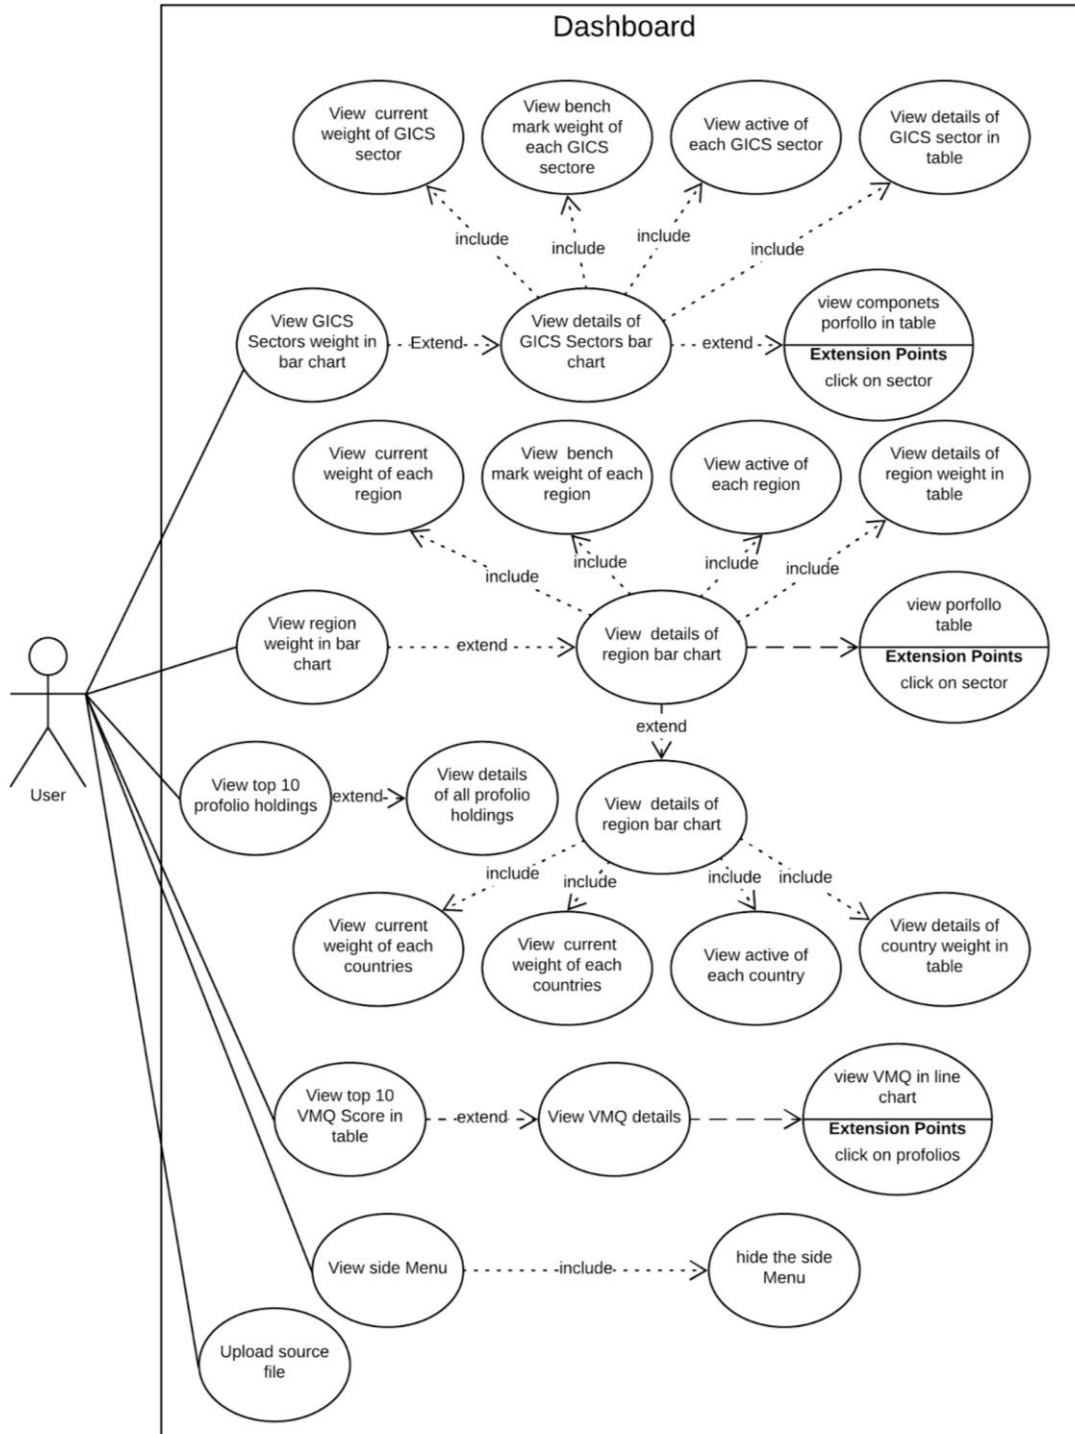 Dashboard
View current
weight of GICS
sector
View bench
mark weight of
each GICS
sectore
View active of
each GICS sector
View details of
GICS sector in
table
include
include
include
include
View GICS
Sectors weight in
bar chart
Extend
View details of
GICS Sectors bar
chart
extend
view componets
porfollo in table
Extension Points
click on sector
View current
weight of each
region
View bench
mark weight of each
region
View active of
each region
View details of
region weight in
table
include
include
include
include
View region
weight in bar
chart
extend
View details of
region bar chart
view porfollo
table
Extension Points
click on sector
extend
User
View top 10
profolio holdings
extend
View details
of all profolio
holdings
View details of
region bar chart
include
include
include
include
View current
weight of each
countries
View current
weight of each
countries
View active of
each country
View details of
country weight in
table
View top 10
VMQ Score in
table
extend
View VMQ details
view VMQ in line
chart
Extension Points
click on profolios
View side Menu
include
hide the side
Menu
Upload source
file